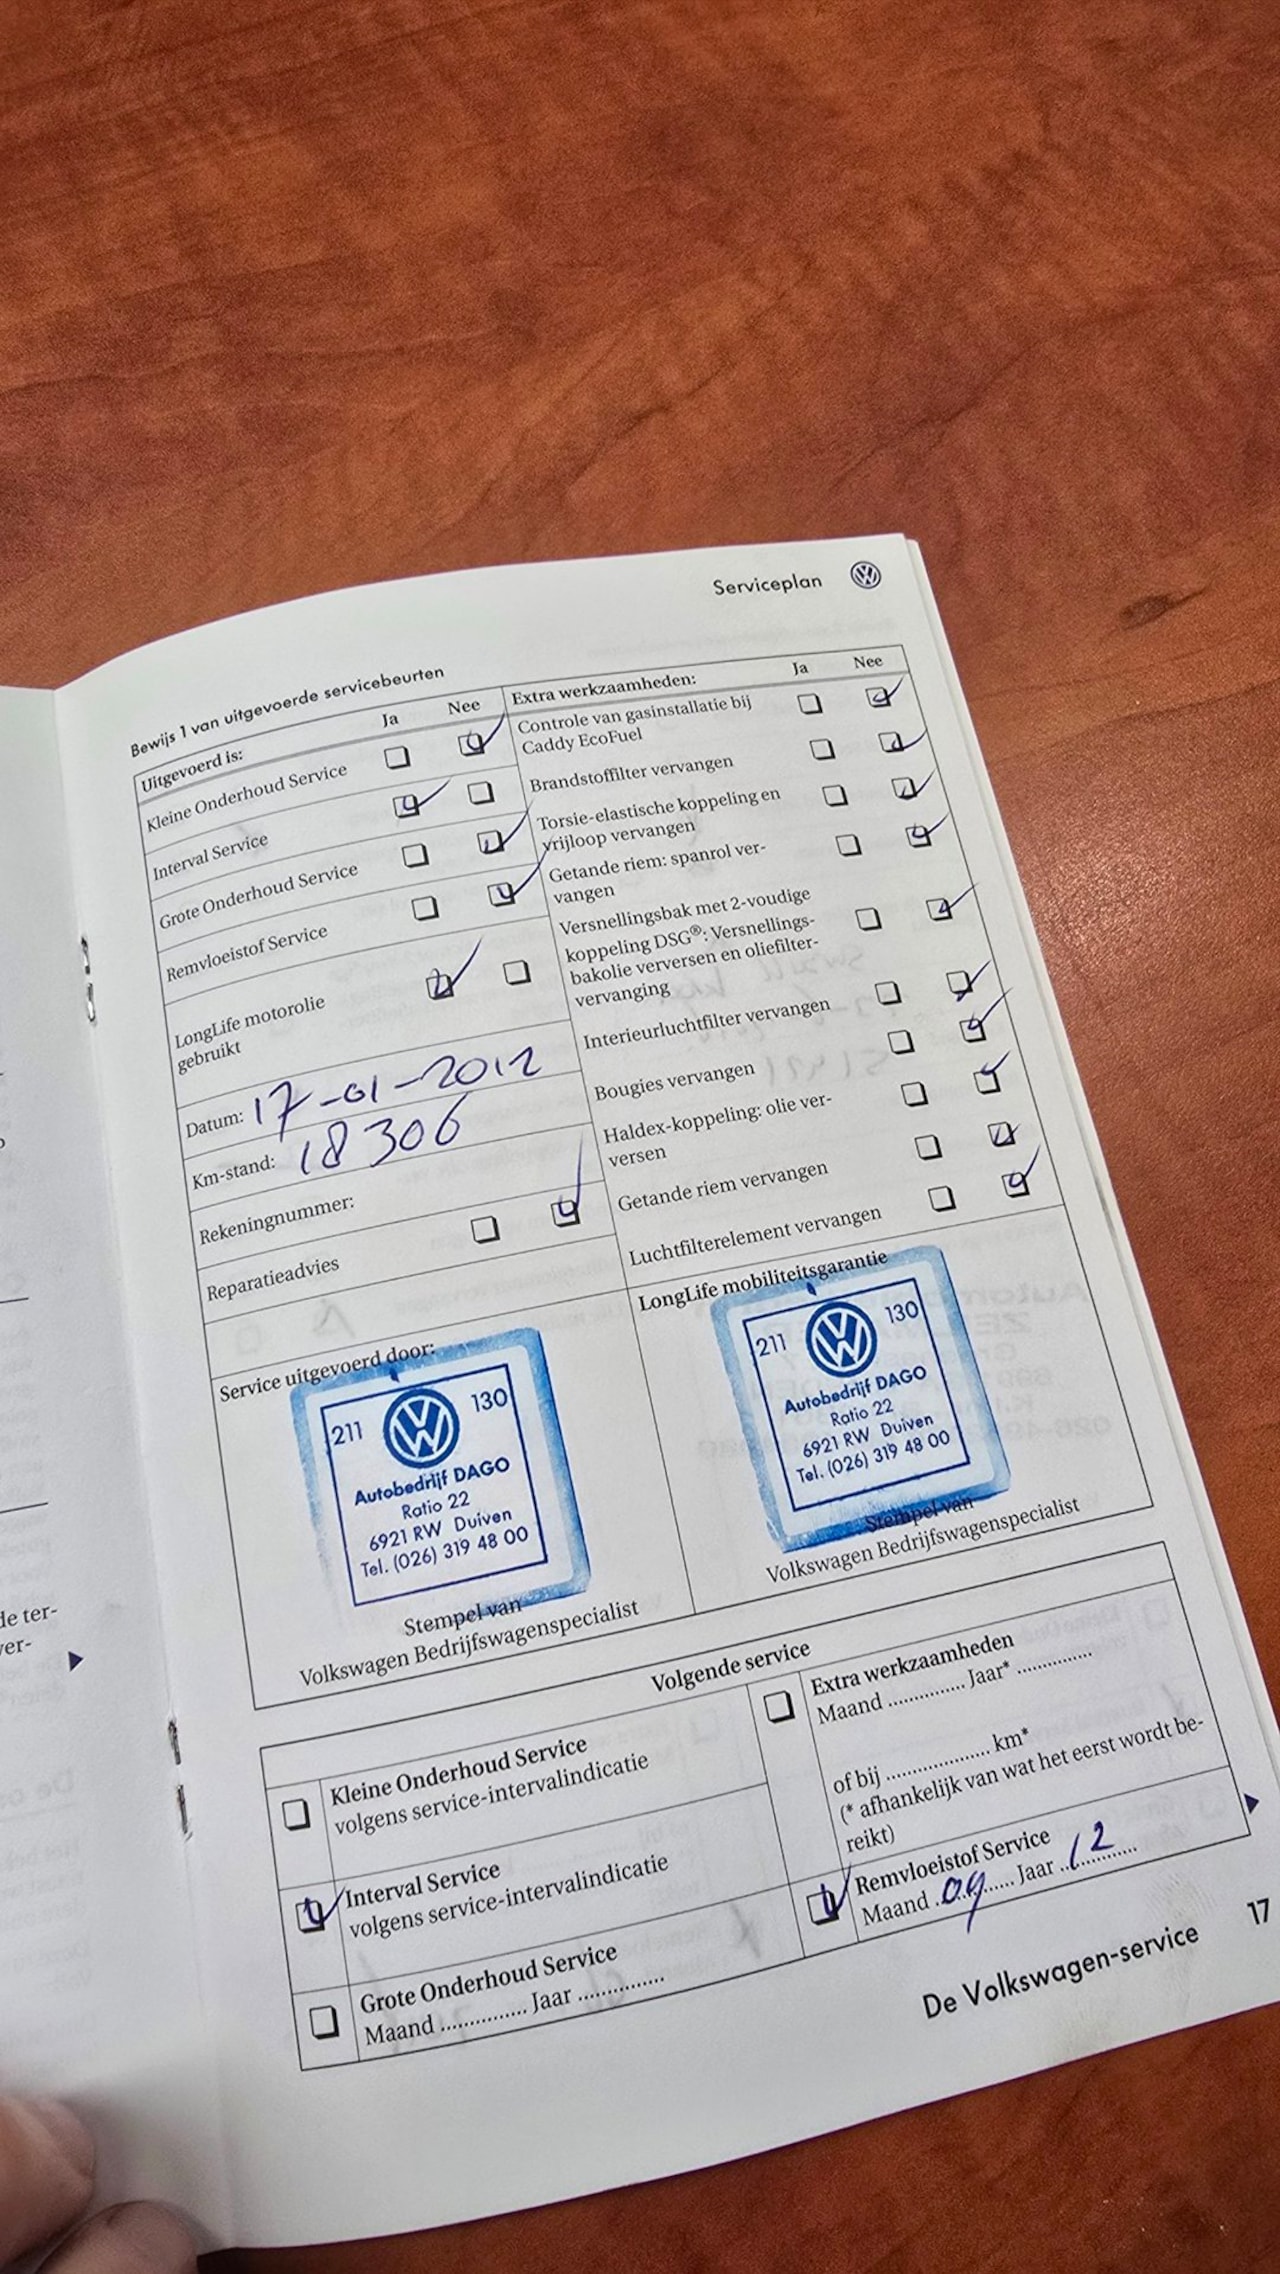 Serviceplan
Bewijs 1 van uitgevoerde servicebeurten
Uitgevoerd is:
Ja
Nee
Kleine Onderhoud Service
Interval Service
Grote Onderhoud Service
Remvloeistof Service
LongLife motorolie
gebruikt
Datum: 17-01-2012
Km-stand: 18306
Rekeningnummer:
Reparatieadvies
Extra werkzaamheden:
Ja
Nee
Controle van gasinstallatie bij
Caddy EcoFuel
Brandstoffilter vervangen
Torsie-elastische koppeling en
vrijloop vervangen
Getande riem: spanrol ver-
vangen
Versnellingsbak met 2-voudige
koppeling DSG®: Versnellings-
bakolie verversen en oliefilter-
vervanging
Interieurluchtfilter vervangen
Bougies vervangen
Haldex-koppeling: olie ver-
versen
Getande riem vervangen
Luchtfilterelement vervangen
Service uitgevoerd door:
211
130
Autobedrijf DAGO
Ratio 22
6921 RW Duiven
Tel. (026) 319 48 00
Stempel van
Volkswagen Bedrijfswagenspecialist
LongLife mobiliteitsgarantie
211
130
Autobedrijf DAGO
Ratio 22
6921 RW Duiven
Tel. (026) 319 48 00
Stempel van
Volkswagen Bedrijfswagenspecialist
Volgende service
Kleine Onderhoud Service
volgens service-intervalindicatie
Interval Service
volgens service-intervalindicatie
Grote Onderhoud Service
Maand ............... Jaar ...............
Extra werkzaamheden
Maand ............... Jaar* ...............
of bij .................... km*
(* afhankelijk van wat het eerst wordt be-
reikt)
Remvloeistof Service
Maand 09 Jaar 12
De Volkswagen-service
17
de ter-
ver-